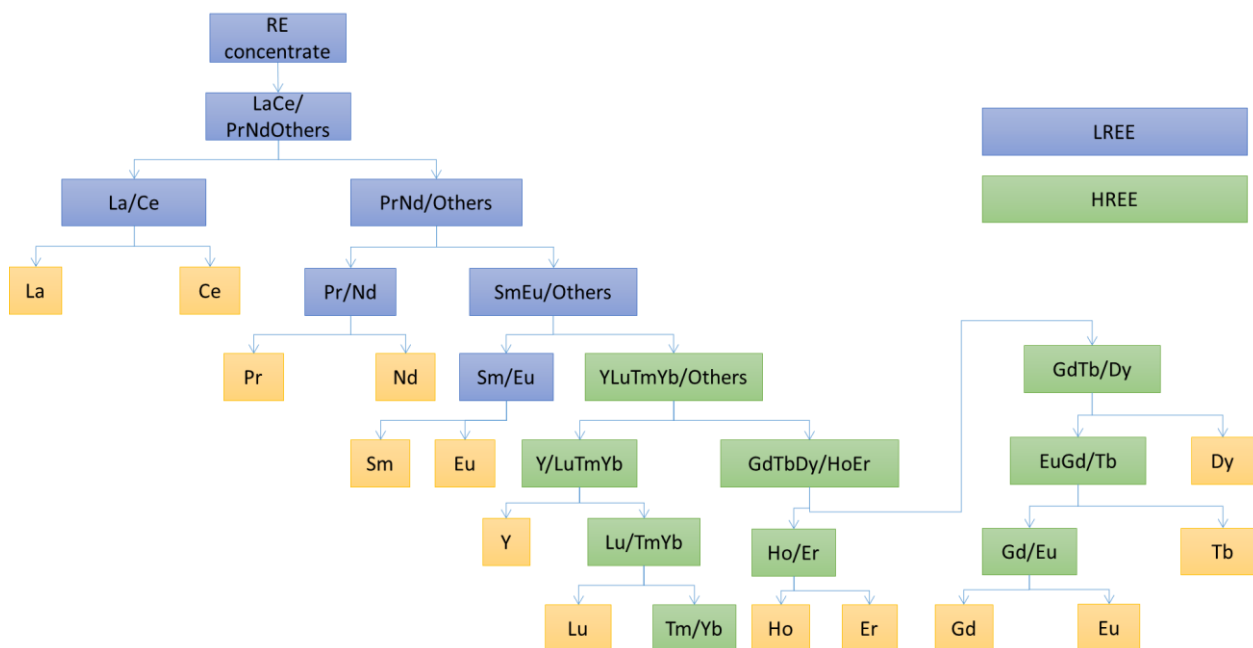 RE
concentrate
LaCe/
PrNdOthers
LREE
La/Ce
PrNd/Others
HREE
La
Ce
Pr/Nd
SmEu/Others
Pr
Nd
Sm/Eu
YLuTmYb/Others
GdTb/Dy
Sm
Eu
Y/LuTmYb
GdTbDy/HoEr
EuGd/Tb
Dy
Y
Lu/TmYb
Ho/Er
Gd/Eu
Tb
Lu
Tm/Yb
Ho
Er
Gd
Eu